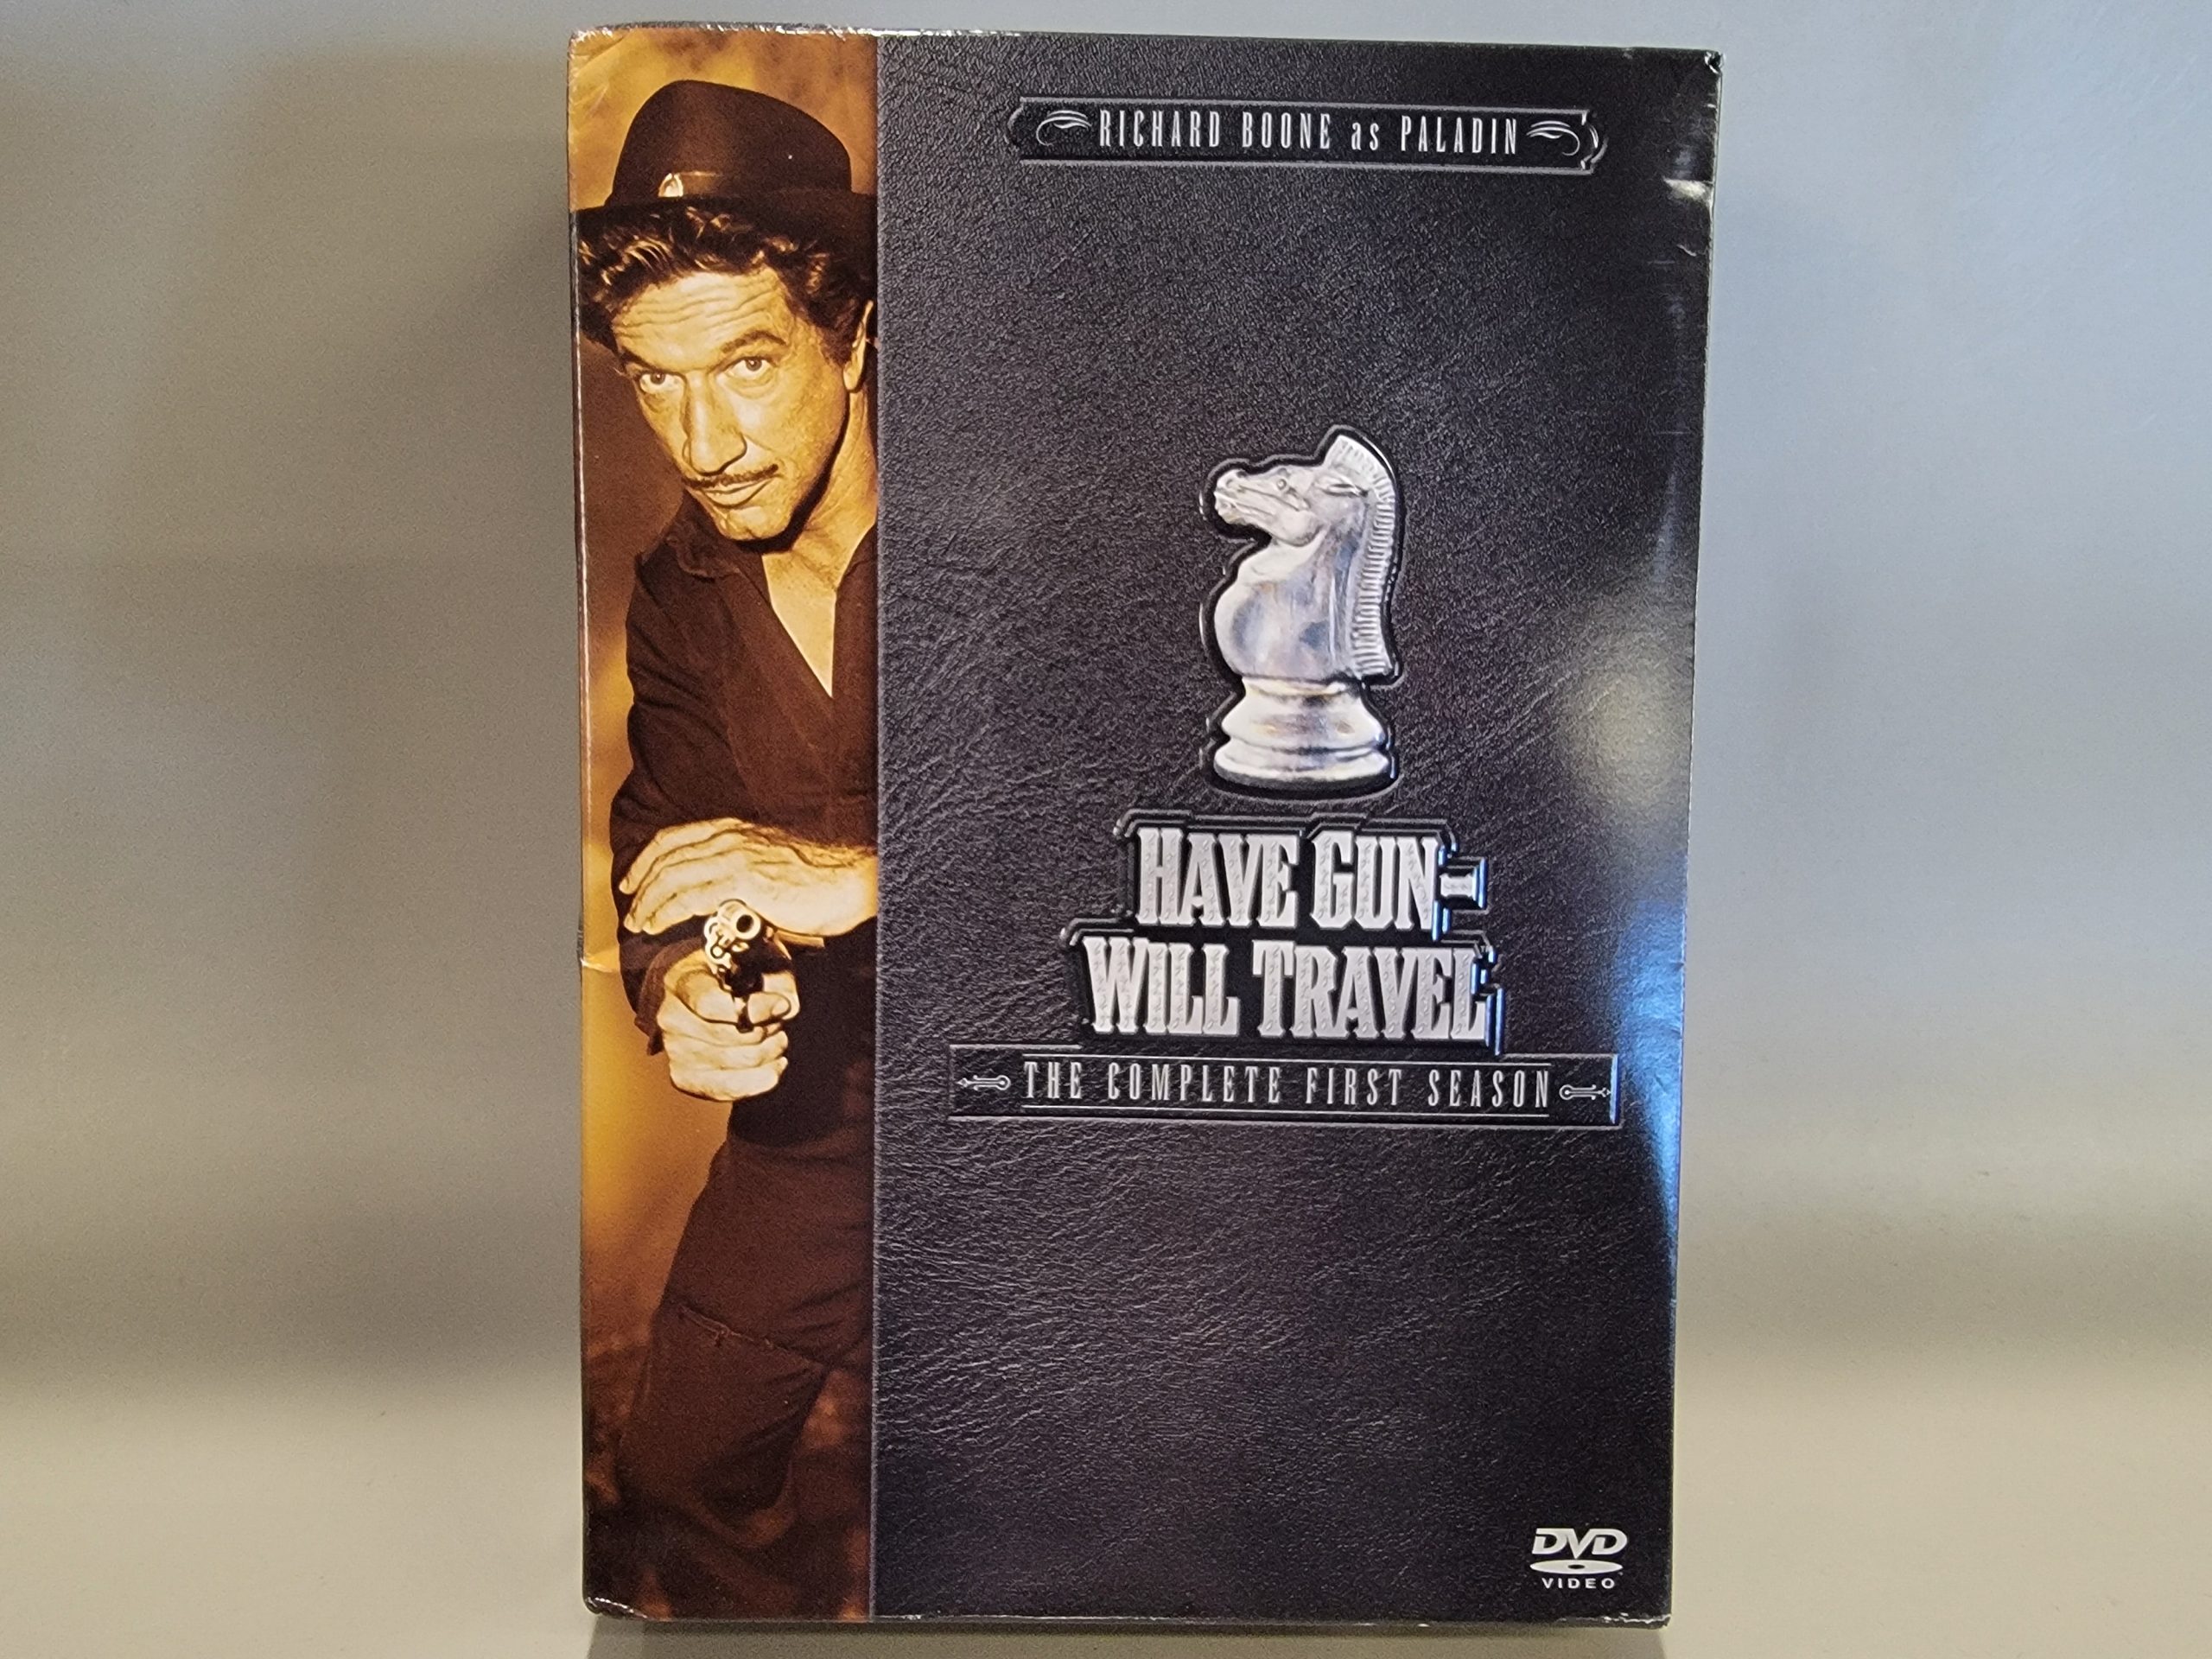 RICHARD BOONE as PALADIN
HAVE GUN-
WILL TRAVEL
THE COMPLETE FIRST SEASON
DVD
VIDEO